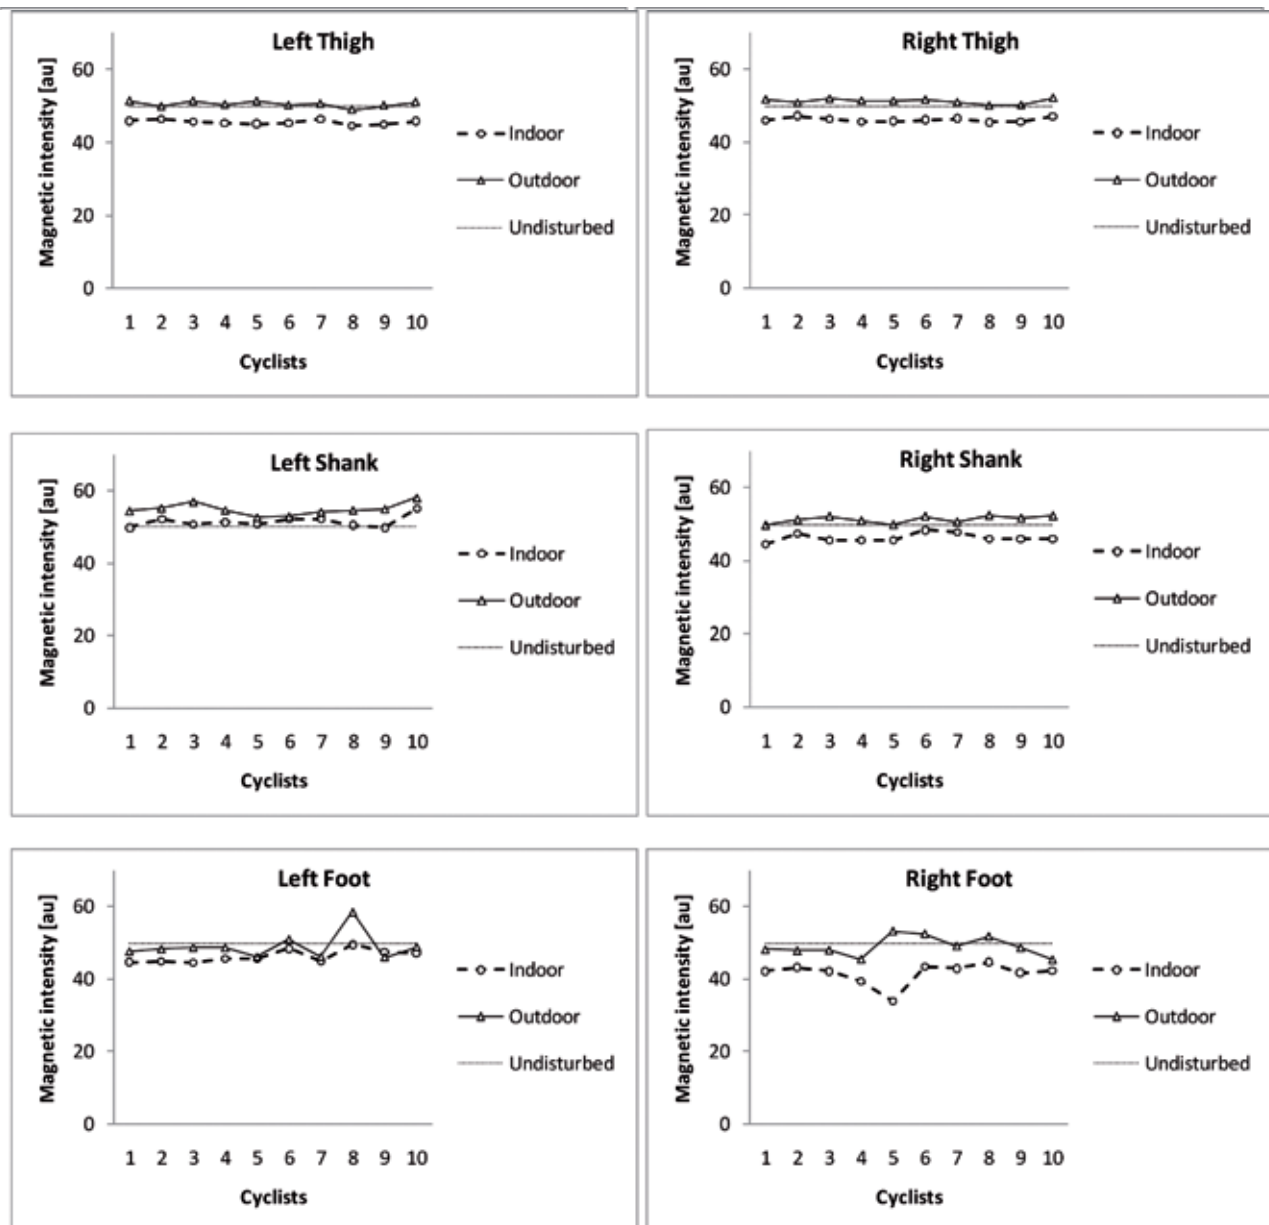 Left Thigh
Magnetic intensity [au]
60
40
20
0
1 2 3 4 5 6 7 8 9 10
Cyclists
Indoor
Outdoor
Undisturbed
Right Thigh
Magnetic intensity [au]
60
40
20
0
1 2 3 4 5 6 7 8 9 10
Cyclists
Indoor
Outdoor
Undisturbed
Left Shank
Magnetic intensity [au]
60
40
20
0
1 2 3 4 5 6 7 8 9 10
Cyclists
Indoor
Outdoor
Undisturbed
Right Shank
Magnetic intensity [au]
60
40
20
0
1 2 3 4 5 6 7 8 9 10
Cyclists
Indoor
Outdoor
Undisturbed
Left Foot
Magnetic intensity [au]
60
40
20
0
1 2 3 4 5 6 7 8 9 10
Cyclists
Indoor
Outdoor
Undisturbed
Right Foot
Magnetic intensity [au]
60
40
20
0
1 2 3 4 5 6 7 8 9 10
Cyclists
Indoor
Outdoor
Undisturbed